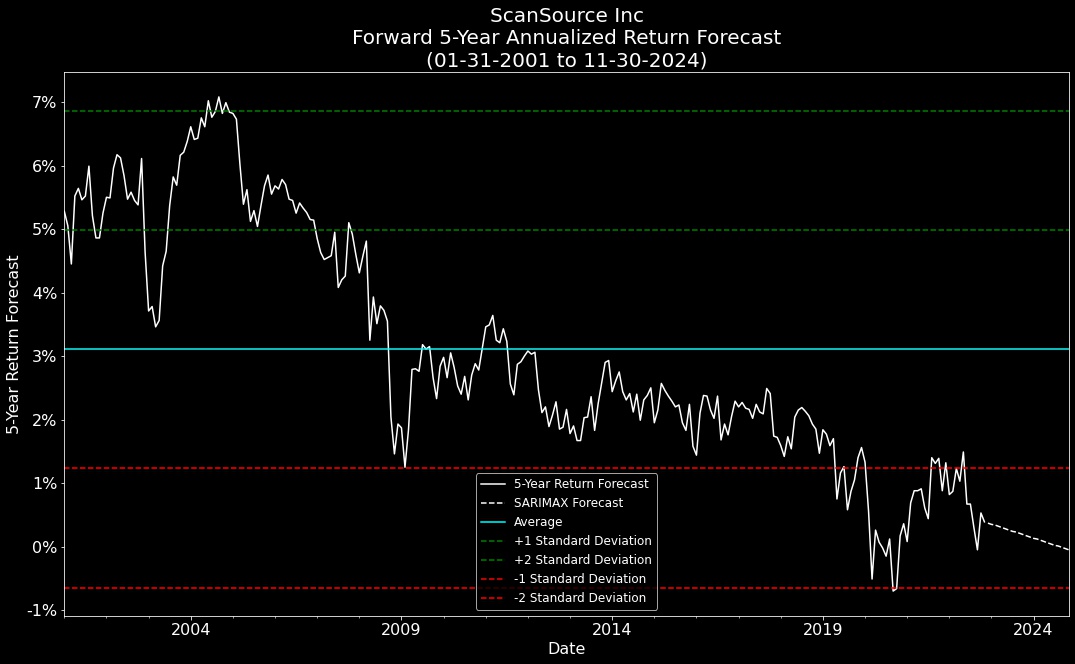 ScanSource Inc
Forward 5-Year Annualized Return Forecast
(01-31-2001 to 11-30-2024)
5-Year Return Forecast
7%
6%
5%
4%
3%
2%
1%
0%
-1%
5-Year Return Forecast
SARIMAX Forecast
Average
+1 Standard Deviation
+2 Standard Deviation
-1 Standard Deviation
-2 Standard Deviation
2004
2009
2014
2019
2024
Date